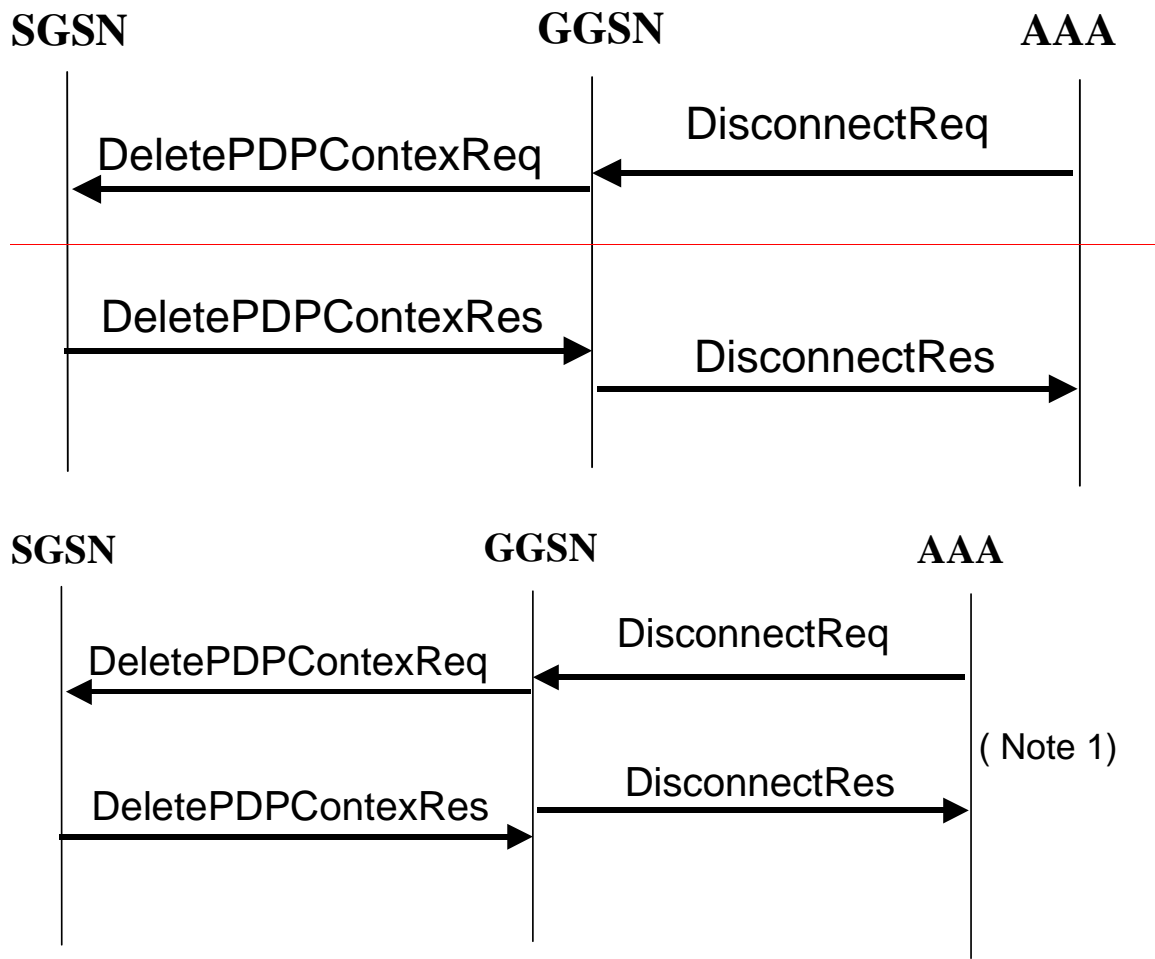 SGSN GGSN AAA
DisconnectReq
DeletePDPContexReq
DeletePDPContexRes
DisconnectRes
SGSN GGSN AAA
DisconnectReq
DeletePDPContexReq
( Note 1)
DisconnectRes
DeletePDPContexRes